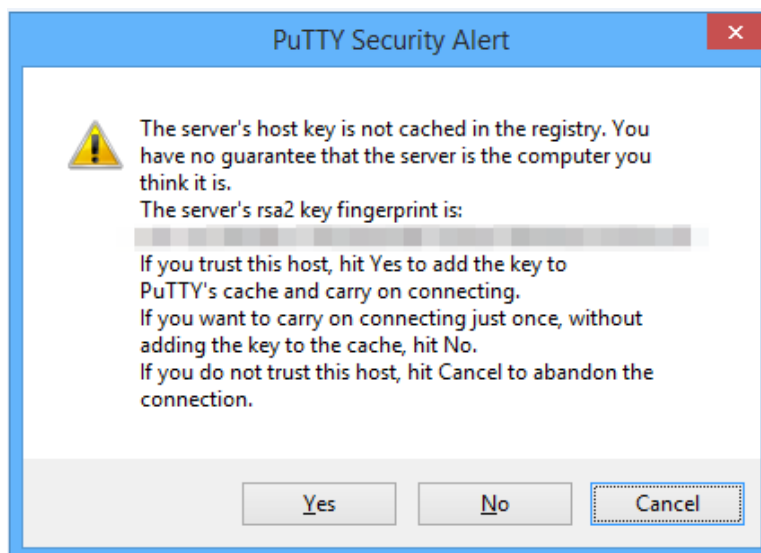 PuTTY Security Alert
The server's host key is not cached in the registry. You
have no guarantee that the server is the computer you
think it is.
The server's rsa2 key fingerprint is:
If you trust this host, hit Yes to add the key to
PuTTY's cache and carry on connecting.
If you want to carry on connecting just once, without
adding the key to the cache, hit No.
If you do not trust this host, hit Cancel to abandon the
connection.
Yes No Cancel